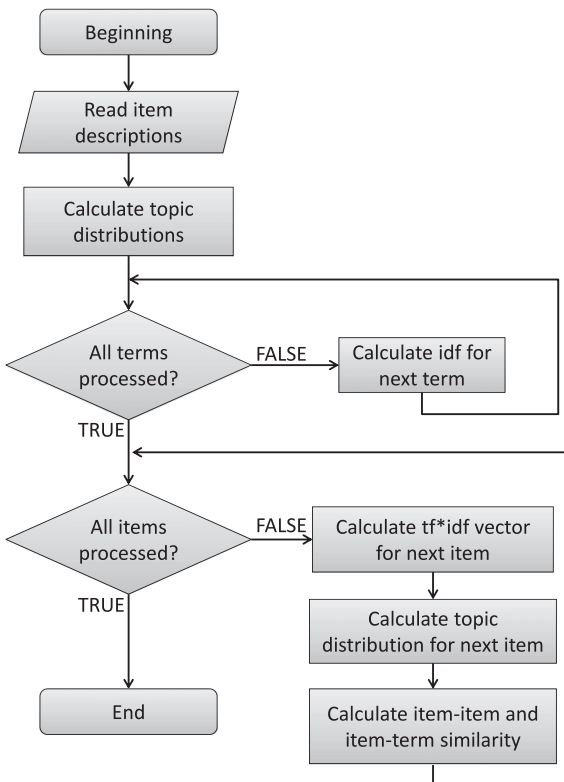 Beginning
Read item
descriptions
Calculate topic
distributions
All terms
processed?
FALSE
Calculate idf for
next term
TRUE
All items
processed?
FALSE
Calculate tf*idf vector
for next item
TRUE
Calculate topic
distribution for next item
End
Calculate item-item and
item-term similarity